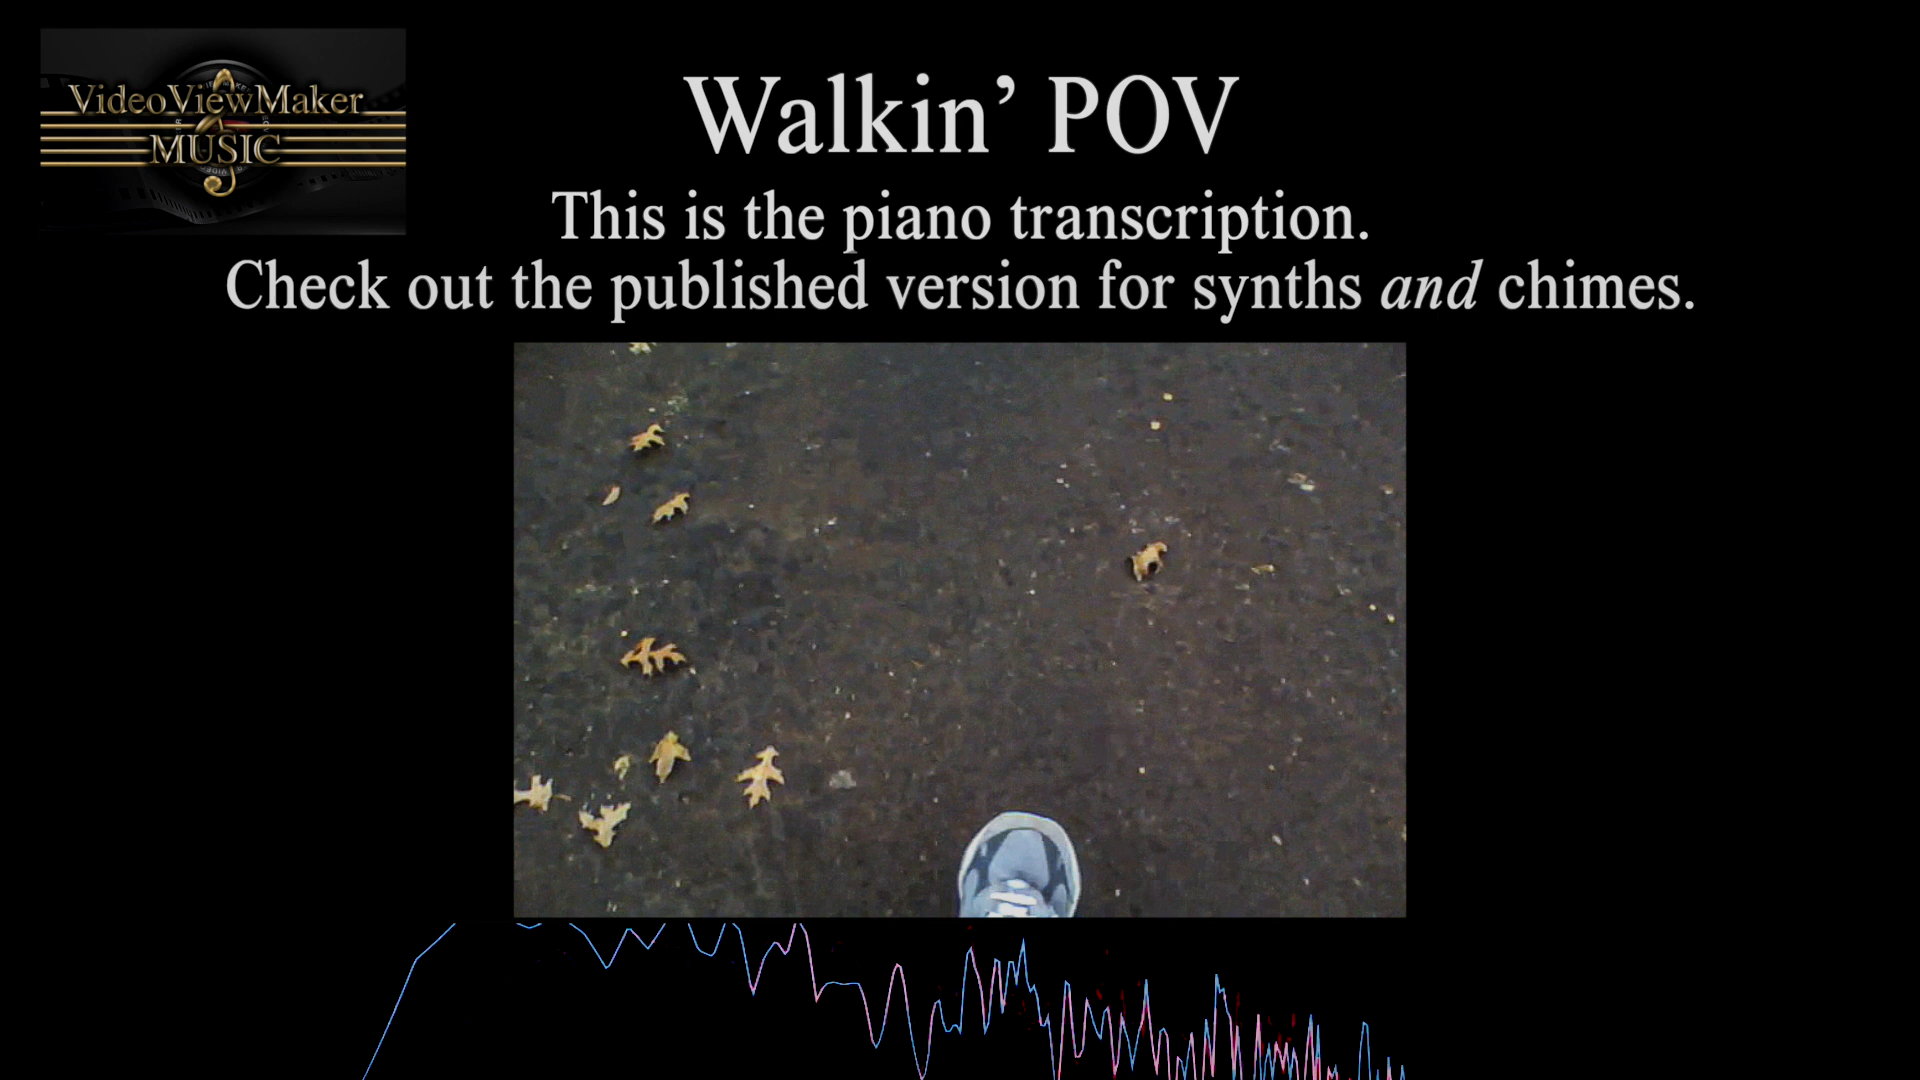 VideoViewMaker
MUSIC
Walkin’ POV
This is the piano transcription.
Check out the published version for synths and chimes.